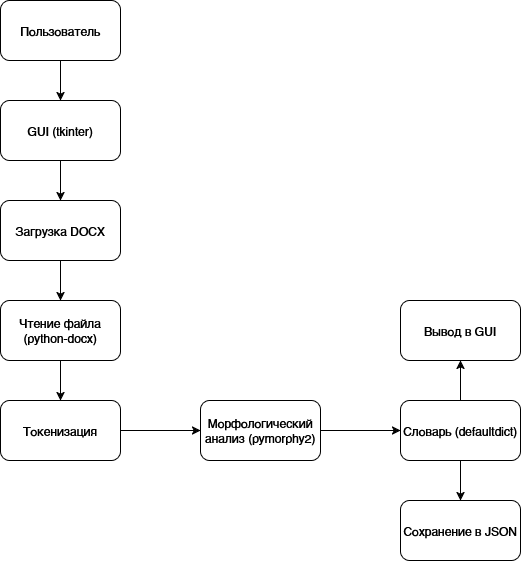 Пользователь
GUI (tkinter)
Загрузка DOCX
Чтение файла
(python-docx)
Токенизация
Морфологический
анализ (pymorphy2)
Словарь (defaultdict)
Вывод в GUI
Сохранение в JSON